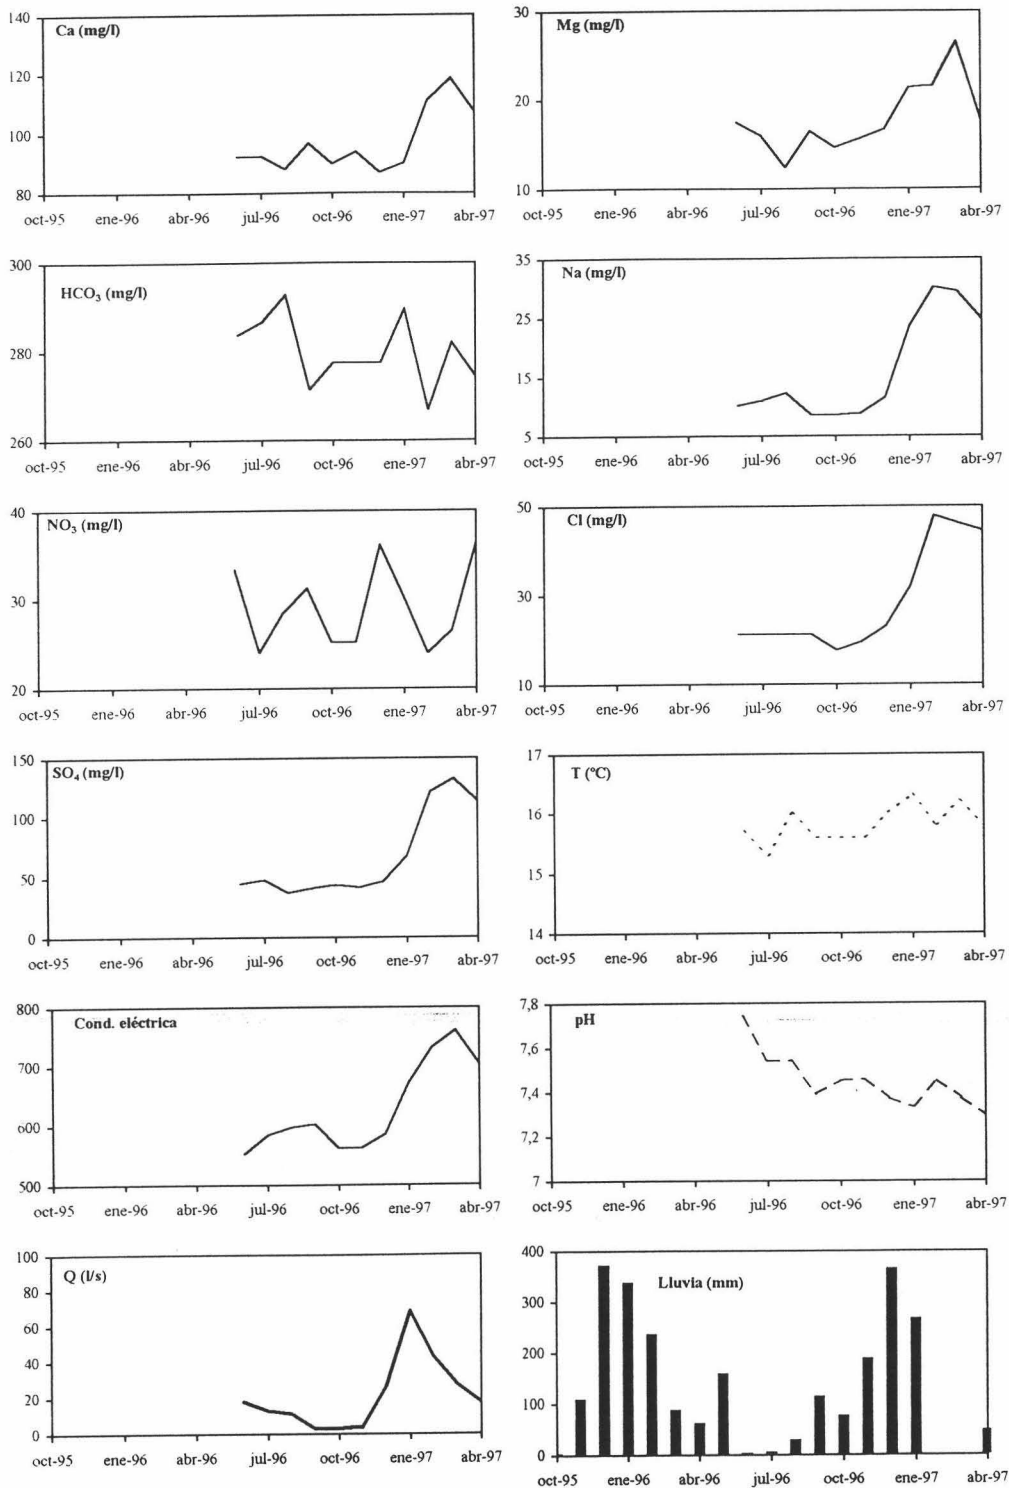 Ca (mg/l)
140
120
100
80
oct-95 ene-96 abr-96 jul-96 oct-96 ene-97 abr-97
Mg (mg/l)
30
20
10
oct-95 ene-96 abr-96 jul-96 oct-96 ene-97 abr-97
HCO₃ (mg/l)
300
280
260
oct-95 ene-96 abr-96 jul-96 oct-96 ene-97 abr-97
Na (mg/l)
35
25
15
5
oct-95 ene-96 abr-96 jul-96 oct-96 ene-97 abr-97
NO₃ (mg/l)
40
30
20
oct-95 ene-96 abr-96 jul-96 oct-96 ene-97 abr-97
Cl (mg/l)
50
30
10
oct-95 ene-96 abr-96 jul-96 oct-96 ene-97 abr-97
SO₄ (mg/l)
150
100
50
0
oct-95 ene-96 abr-96 jul-96 oct-96 ene-97 abr-97
T (ºC)
17
16
15
14
oct-95 ene-96 abr-96 jul-96 oct-96 ene-97 abr-97
Cond. eléctrica
800
700
600
500
oct-95 ene-96 abr-96 jul-96 oct-96 ene-97 abr-97
pH
7,8
7,6
7,4
7,2
7
oct-95 ene-96 abr-96 jul-96 oct-96 ene-97 abr-97
Q (l/s)
100
80
60
40
20
0
oct-95 ene-96 abr-96 jul-96 oct-96 ene-97 abr-97
Lluvia (mm)
400
300
200
100
0
oct-95 ene-96 abr-96 jul-96 oct-96 ene-97 abr-97